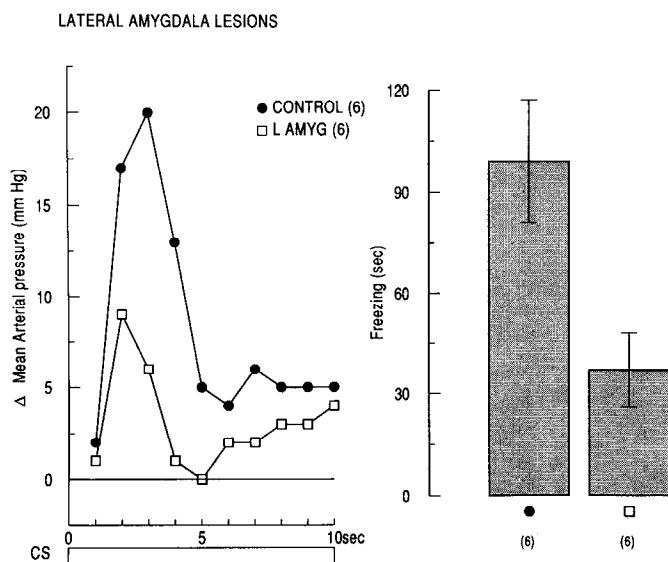 LATERAL AMYGDALA LESIONS
Δ Mean Arterial pressure (mm Hg)
20
15
10
5
0
● CONTROL (6)
□ L AMYG (6)
0 5 10sec
CS
Freezing (sec)
120
90
60
30
0
● □
(6) (6)